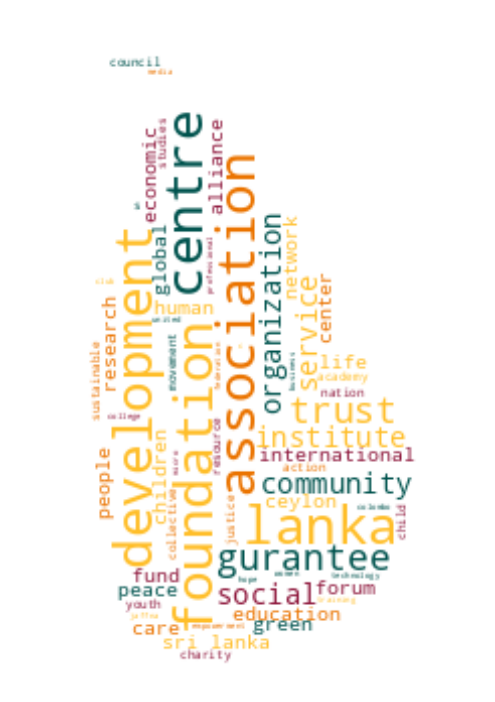 council
media
centre
economic
studies
alliance
association
development
global
professional
organization
network
human
united
service
center
research
sustainable
movement
foundation
federation
business
life
academy
nation
trust
college
institute
international
resource
children
people
action
community
ceylon
collective
justice
lanka
colombo
child
gurantee
fund
peace
hope
women
technology
social
forum
youth
jaffna
training
education
care
empowerment
green
sri lanka
charity